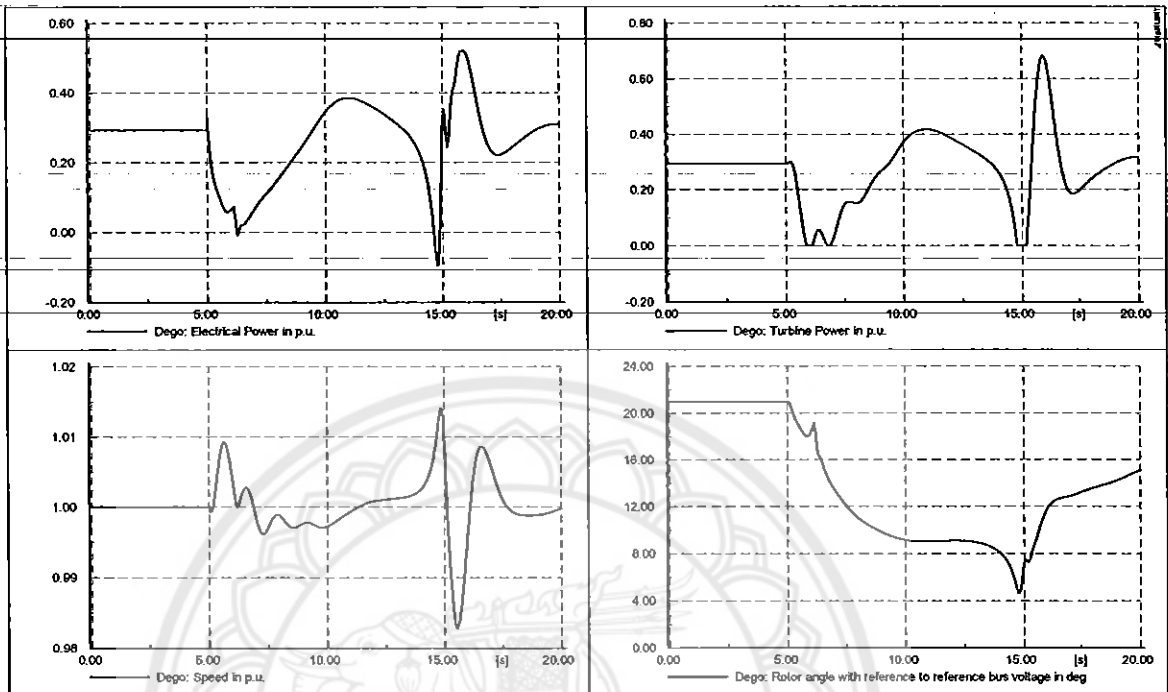 0.60
0.40
0.20
0.00
-0.20
0.00 5.00 10.00 15.00 [s] 20.00
Dego: Electrical Power in p.u.
0.80
0.60
0.40
0.20
0.00
-0.20
0.00 5.00 10.00 15.00 [s] 20.00
Dego: Turbine Power in p.u.
1.02
1.01
1.00
0.99
0.98
0.00 5.00 10.00 15.00 [s] 20.00
Dego: Speed in p.u.
24.00
20.00
16.00
12.00
8.00
4.00
0.00
0.00 5.00 10.00 15.00 [s] 20.00
Dego: Rotor angle with reference to reference bus voltage in deg